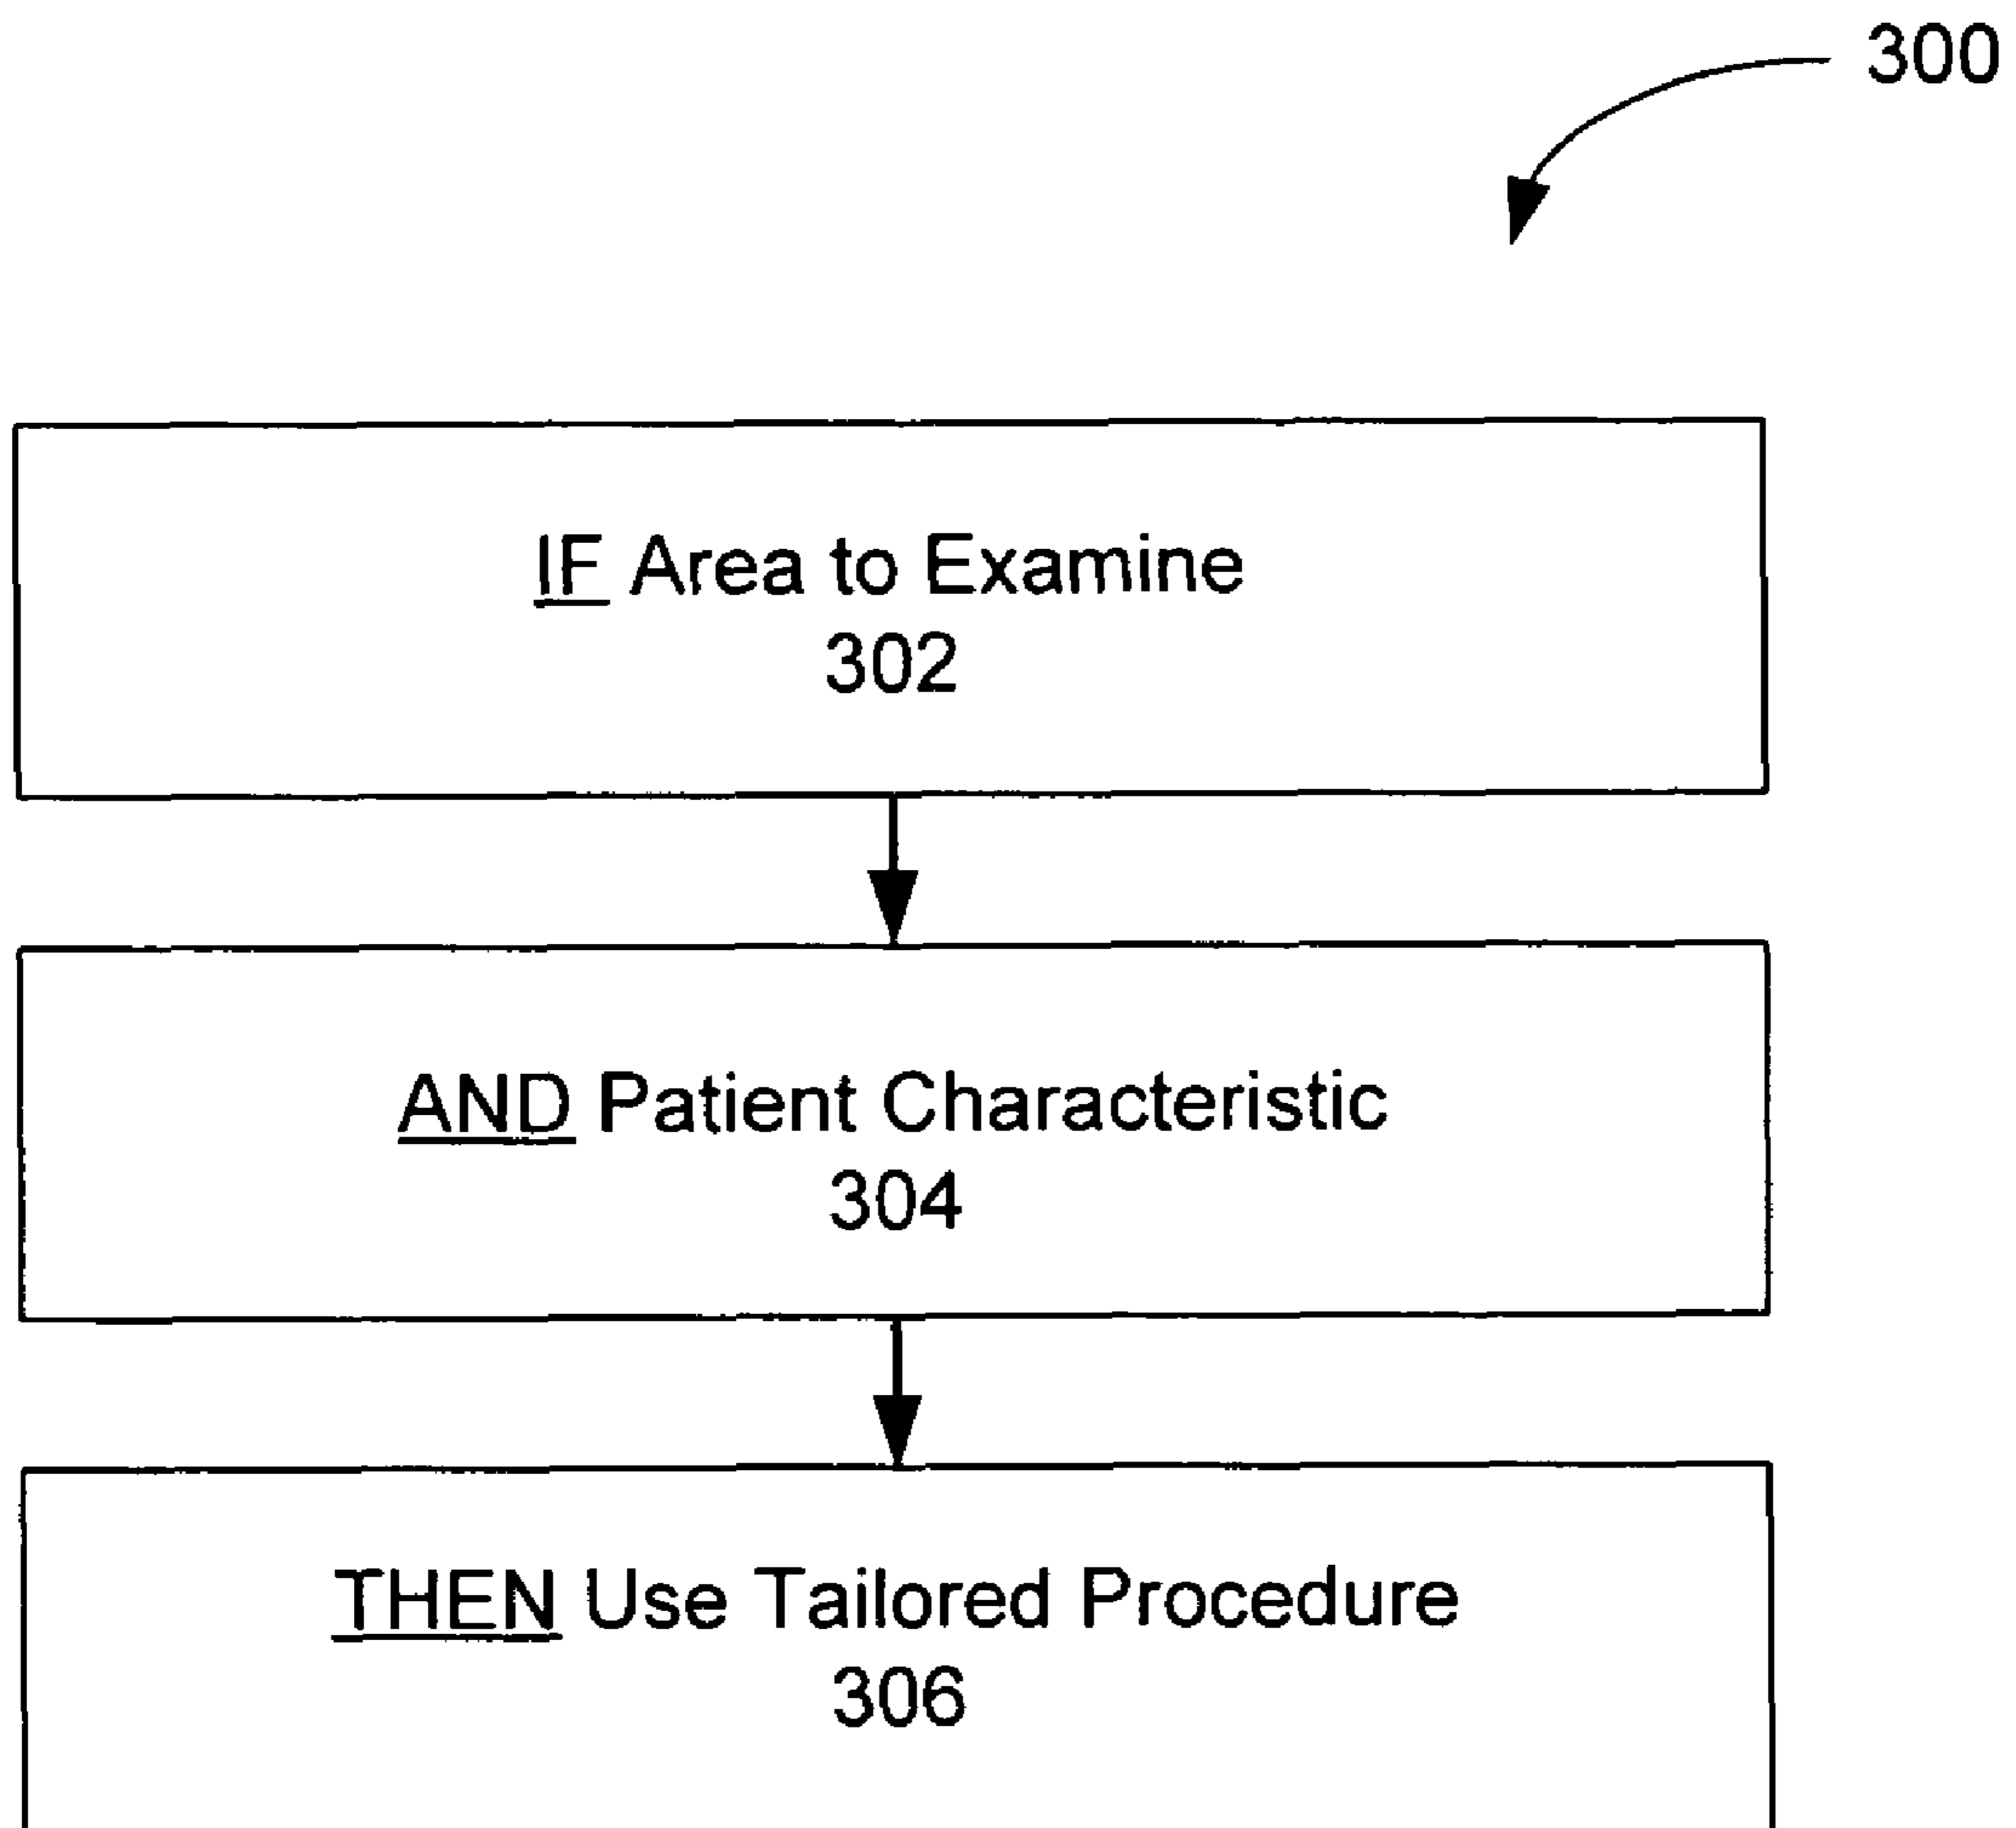 300
IF Area to Examine
302
AND Patient Characteristic
304
THEN Use Tailored Procedure
306